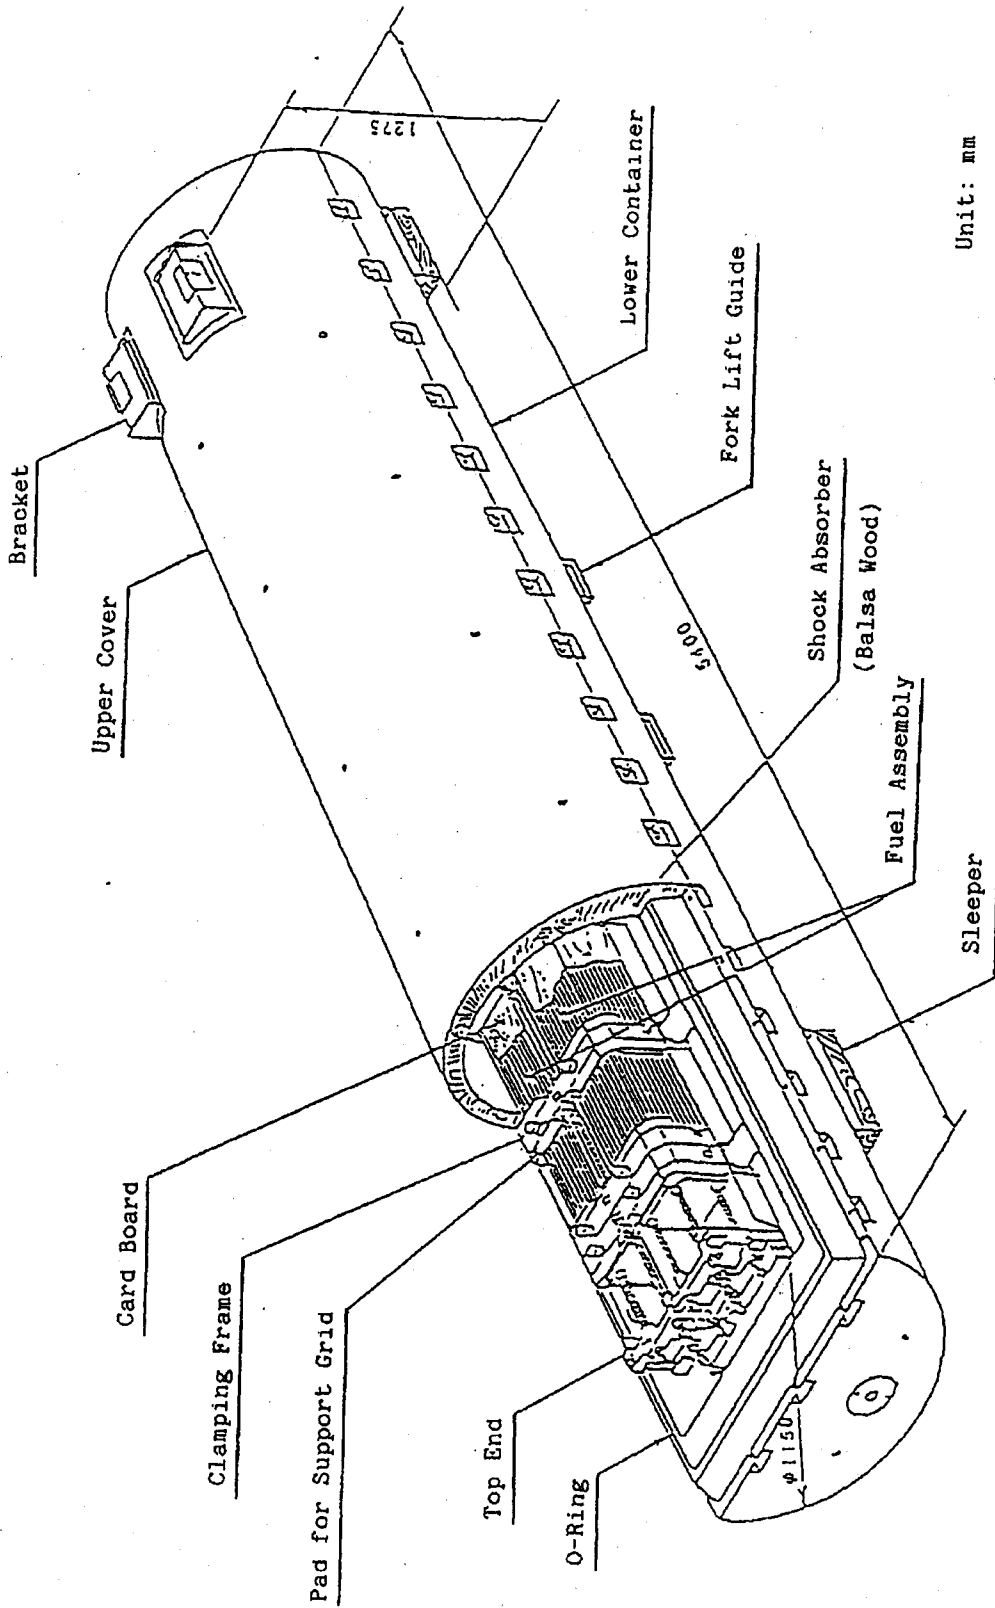 Bracket
Upper Cover
Card Board
Clamping Frame
Pad for Support Grid
Top End
O-Ring
1275
Lower Container
Fork Lift Guide
5400
Shock Absorber
(Balsa Wood)
Fuel Assembly
Sleeper
φ1150
Unit: mm